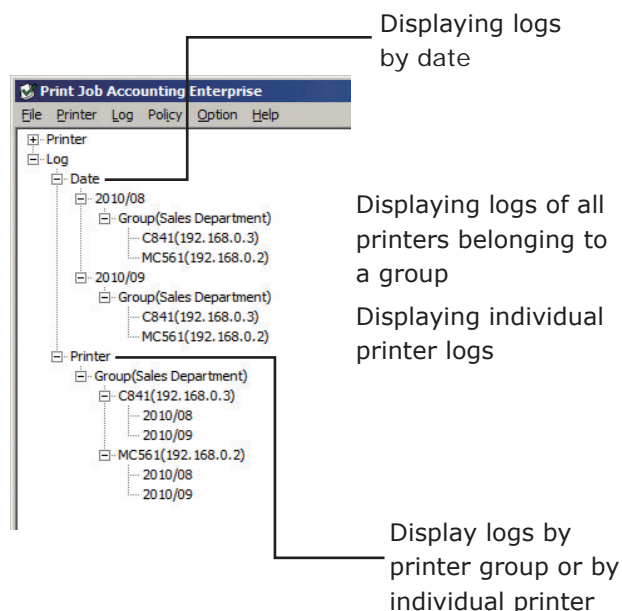 Displaying logs
by date
Print Job Accounting Enterprise
File Printer Log Policy Option Help
Printer
Log
Date
2010/08
Group(Sales Department)
C841(192.168.0.3)
MC561(192.168.0.2)
2010/09
Group(Sales Department)
C841(192.168.0.3)
MC561(192.168.0.2)
Displaying logs of all
printers belonging to
a group
Displaying individual
printer logs
Printer
Group(Sales Department)
C841(192.168.0.3)
2010/08
2010/09
MC561(192.168.0.2)
2010/08
2010/09
Display logs by
printer group or by
individual printer